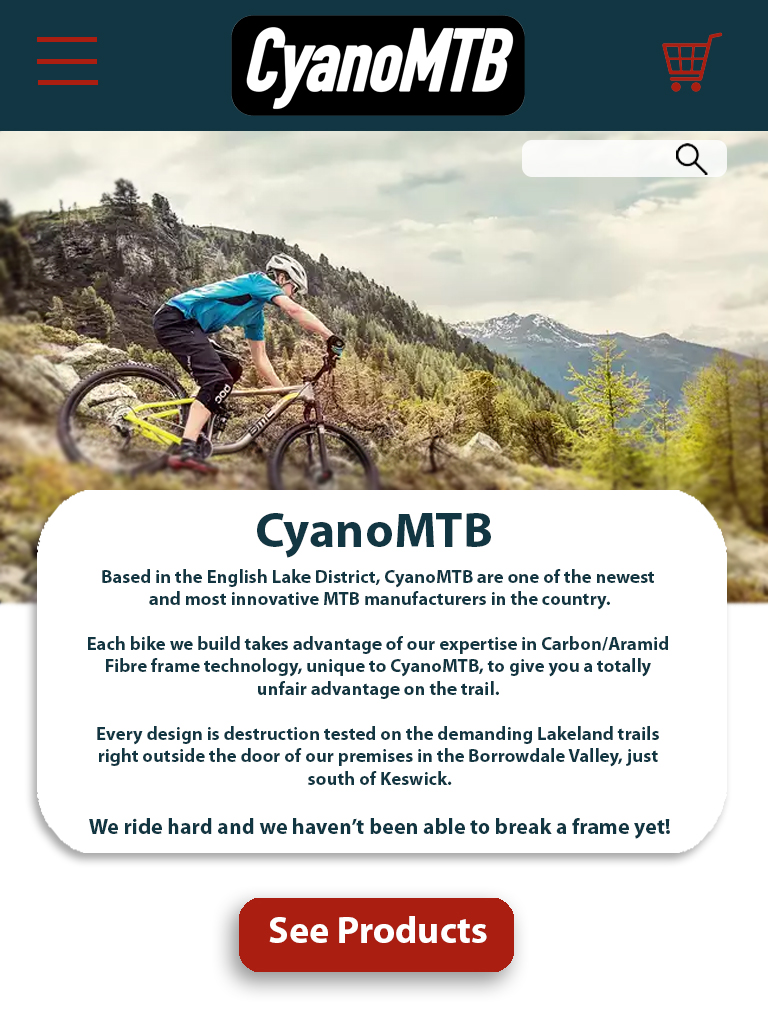 CyanoMTB
POC
BMC
CyanoMTB
Based in the English Lake District, CyanoMTB are one of the newest
and most innovative MTB manufacturers in the country.
Each bike we build takes advantage of our expertise in Carbon/Aramid
Fibre frame technology, unique to CyanoMTB, to give you a totally
unfair advantage on the trail.
Every design is destruction tested on the demanding Lakeland trails
right outside the door of our premises in the Borrowdale Valley, just
south of Keswick.
We ride hard and we haven’t been able to break a frame yet!
See Products